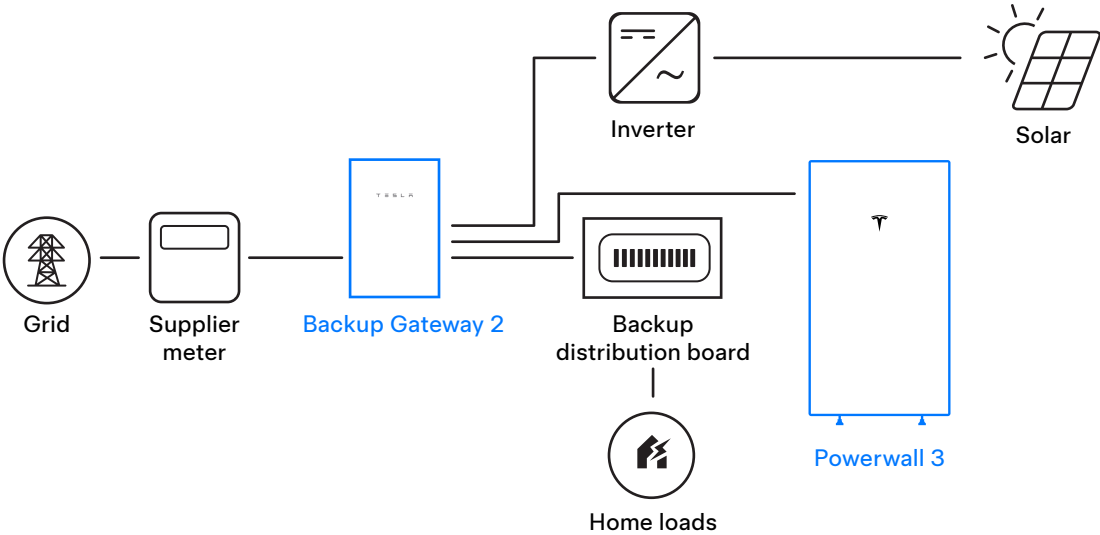 Inverter
Solar
TESLA
Grid
Supplier
meter
Backup Gateway 2
Backup
distribution board
Powerwall 3
Home loads